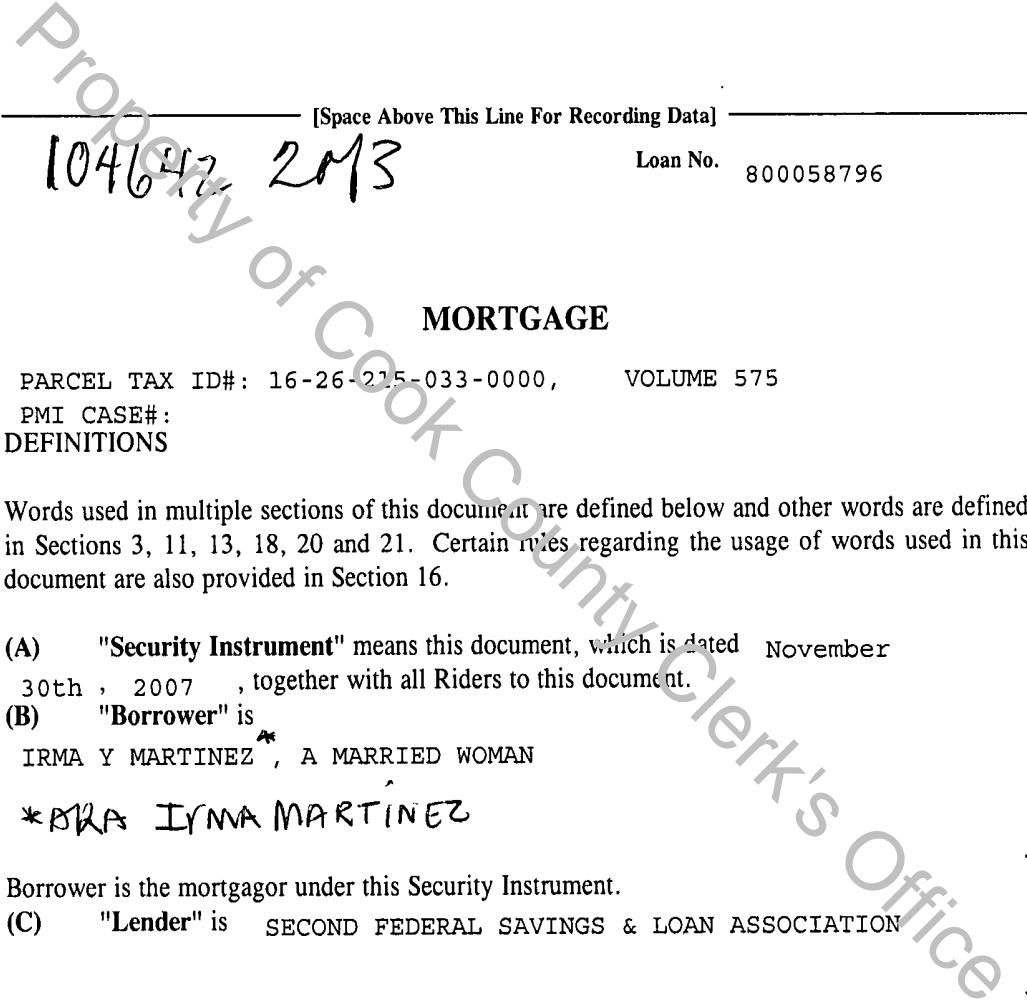 [Space Above This Line For Recording Data]
Loan No. 800058796
MORTGAGE
PARCEL TAX ID#: 16-26-215-033-0000, VOLUME 575
PMI CASE#:
DEFINITIONS
Words used in multiple sections of this document are defined below and other words are defined
in Sections 3, 11, 13, 18, 20 and 21. Certain rules regarding the usage of words used in this
document are also provided in Section 16.
(A) "Security Instrument" means this document, which is dated November
30th , 2007 , together with all Riders to this document.
(B) "Borrower" is
IRMA Y MARTINEZ*, A MARRIED WOMAN
*AKA IrMA MARTINEZ
Borrower is the mortgagor under this Security Instrument.
(C) "Lender" is SECOND FEDERAL SAVINGS & LOAN ASSOCIATION
Property of Cook County Clerk's Office